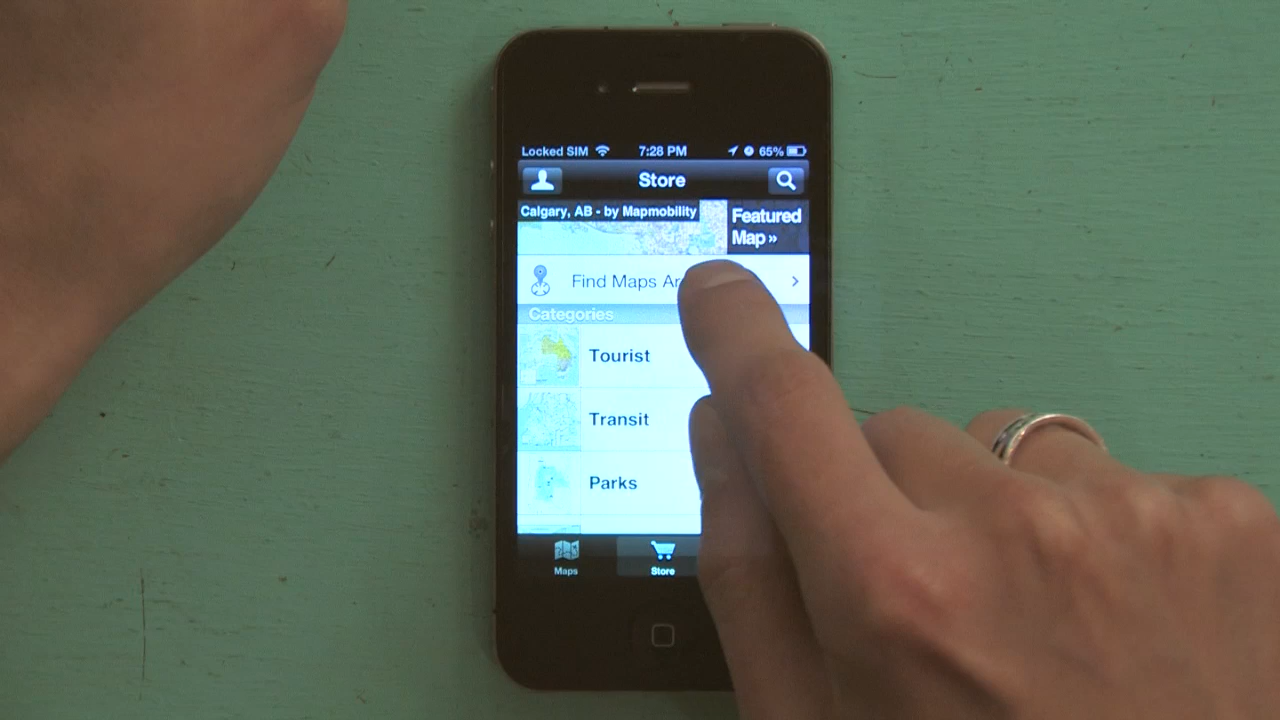 Locked SIM 7:28 PM 65%
Store
Calgary, AB - by Mapmobility
Featured
Map »
Find Maps
Categories
Tourist
Transit
Parks
Maps Store